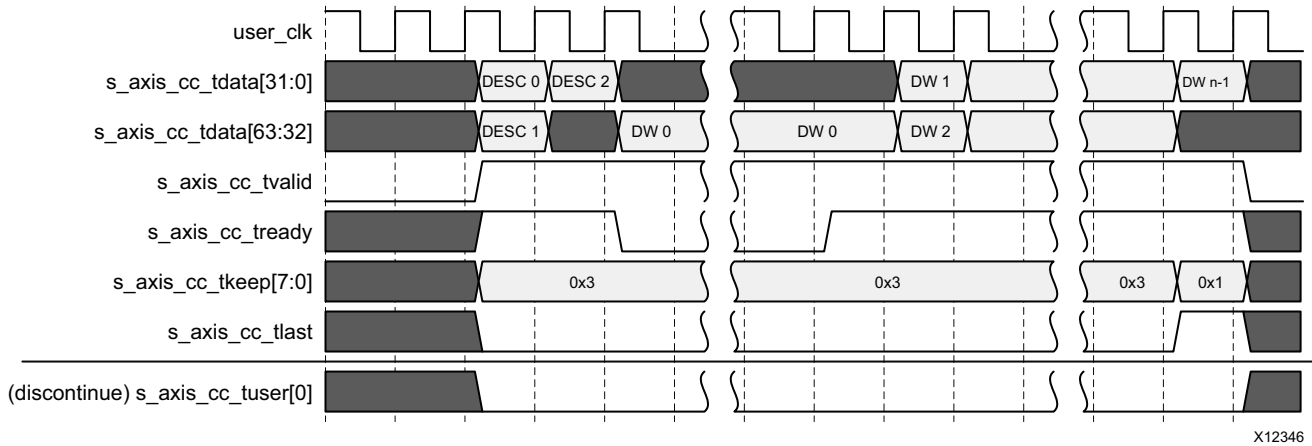 user_clk
s_axis_cc_tdata[31:0] DESC 0 DESC 2 DW 1 DW n-1
s_axis_cc_tdata[63:32] DESC 1 DW 0 DW 0 DW 2
s_axis_cc_tvalid
s_axis_cc_tready
s_axis_cc_tkeep[7:0] 0x3 0x3 0x3 0x1
s_axis_cc_tlast
(discontinue) s_axis_cc_tuser[0]
X12346